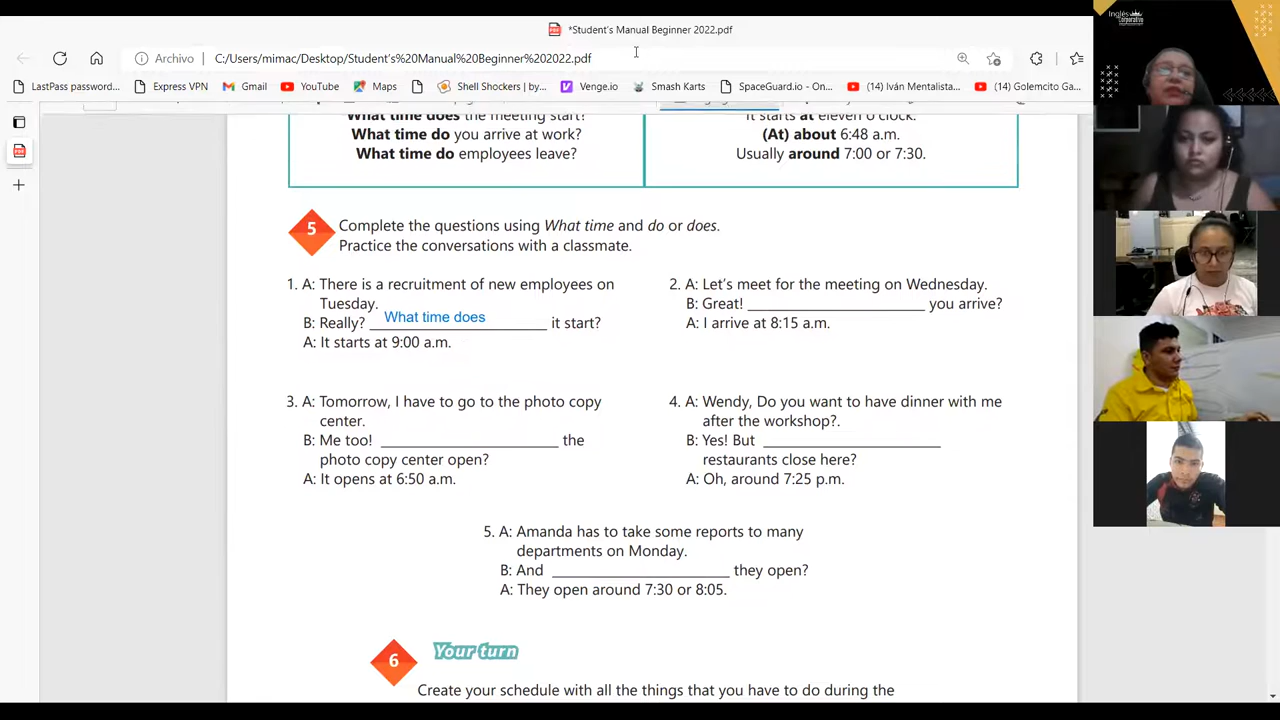 *Student's Manual Beginner 2022.pdf
Archivo
C:/Users/mimac/Desktop/Student's%20Manual%20Beginner%202022.pdf
LastPass password...
Express VPN
Gmail
YouTube
Maps
Shell Shockers | by...
Venge.io
Smash Karts
SpaceGuard.io - On...
(14) Iván Mentalista...
(14) Golemcito Ga...
Inglés
Corporativo
What time does the meeting start?
It starts at eleven o'clock.
What time do you arrive at work?
(At) about 6:48 a.m.
What time do employees leave?
Usually around 7:00 or 7:30.
5
Complete the questions using What time and do or does.
Practice the conversations with a classmate.
1. A: There is a recruitment of new employees on
Tuesday.
B: Really? What time does it start?
A: It starts at 9:00 a.m.
2. A: Let's meet for the meeting on Wednesday.
B: Great! ____________________ you arrive?
A: I arrive at 8:15 a.m.
3. A: Tomorrow, I have to go to the photo copy
center.
B: Me too! ____________________ the
photo copy center open?
A: It opens at 6:50 a.m.
4. A: Wendy, Do you want to have dinner with me
after the workshop?.
B: Yes! But ____________________
restaurants close here?
A: Oh, around 7:25 p.m.
5. A: Amanda has to take some reports to many
departments on Monday.
B: And ____________________ they open?
A: They open around 7:30 or 8:05.
6
Your turn
Create your schedule with all the things that you have to do during the